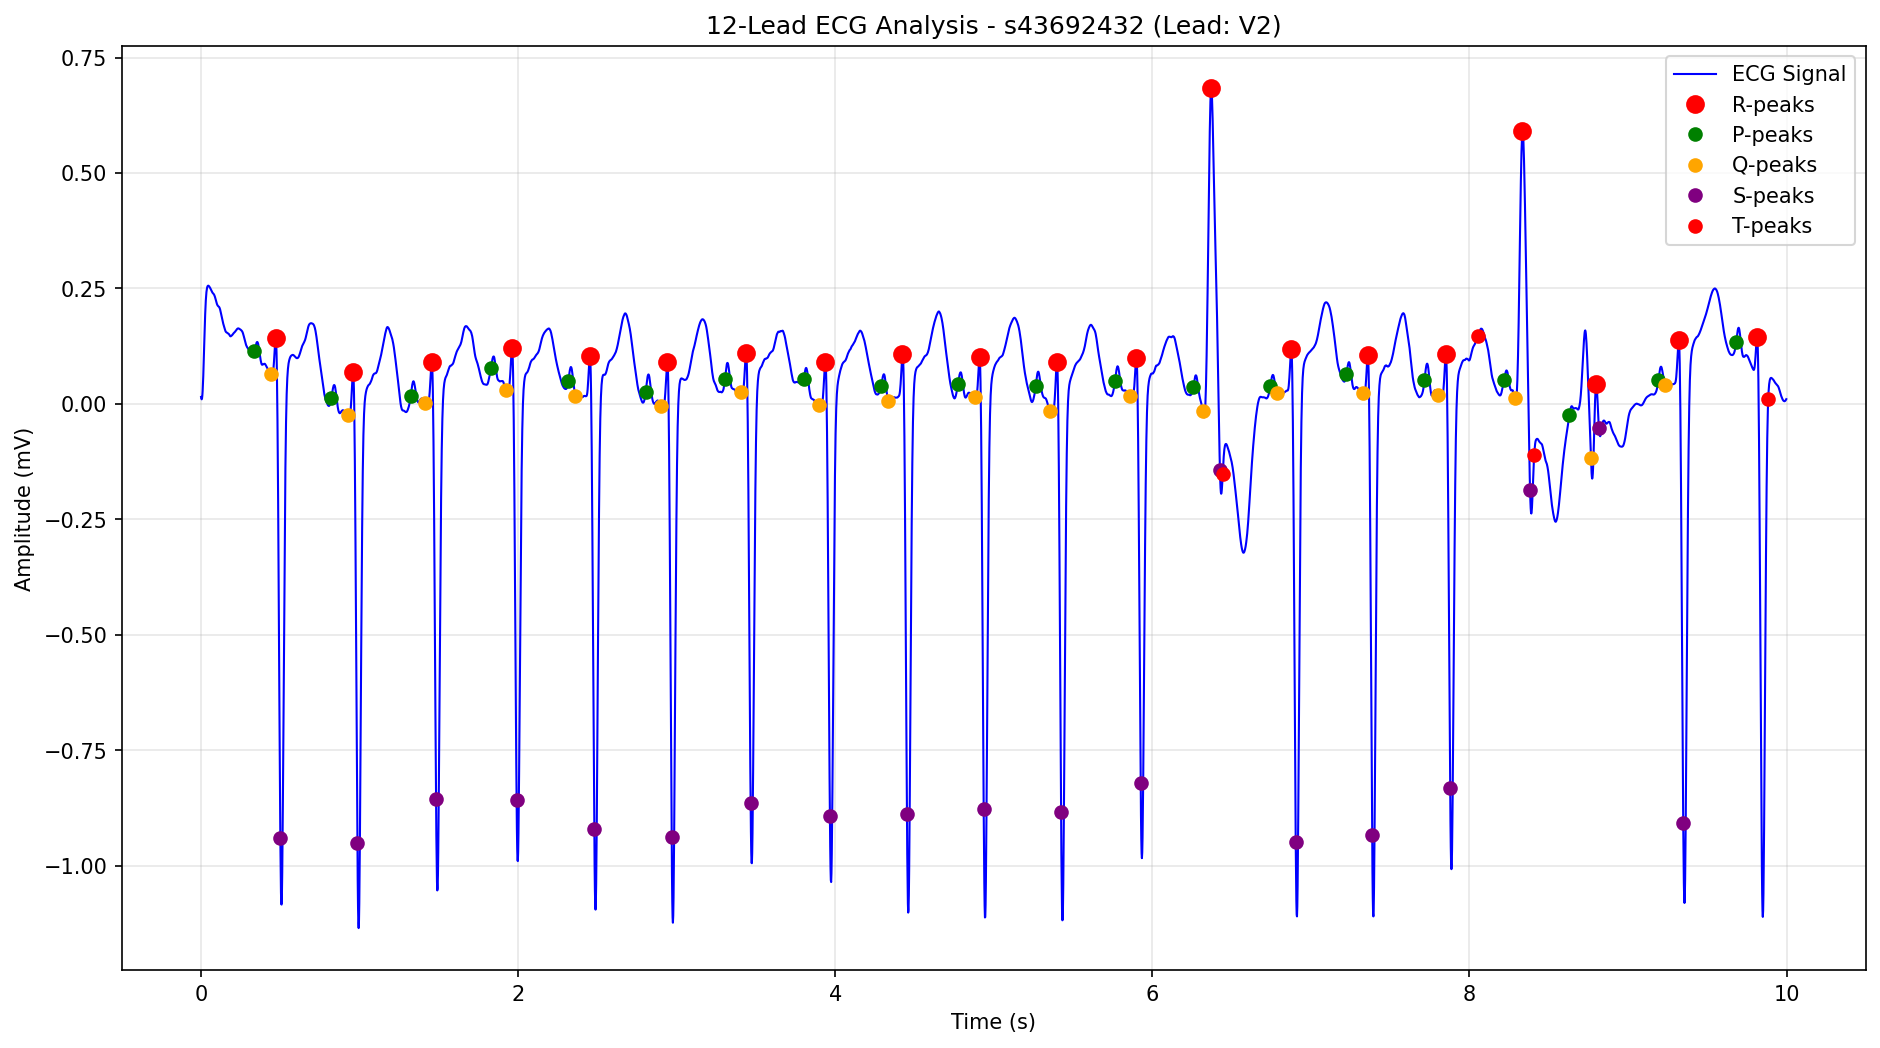 12-Lead ECG Analysis - s43692432 (Lead: V2)
ECG Signal
R-peaks
P-peaks
Q-peaks
S-peaks
T-peaks
0.75
0.50
0.25
0.00
−0.25
−0.50
−0.75
−1.00
Amplitude (mV)
0 2 4 6 8 10
Time (s)